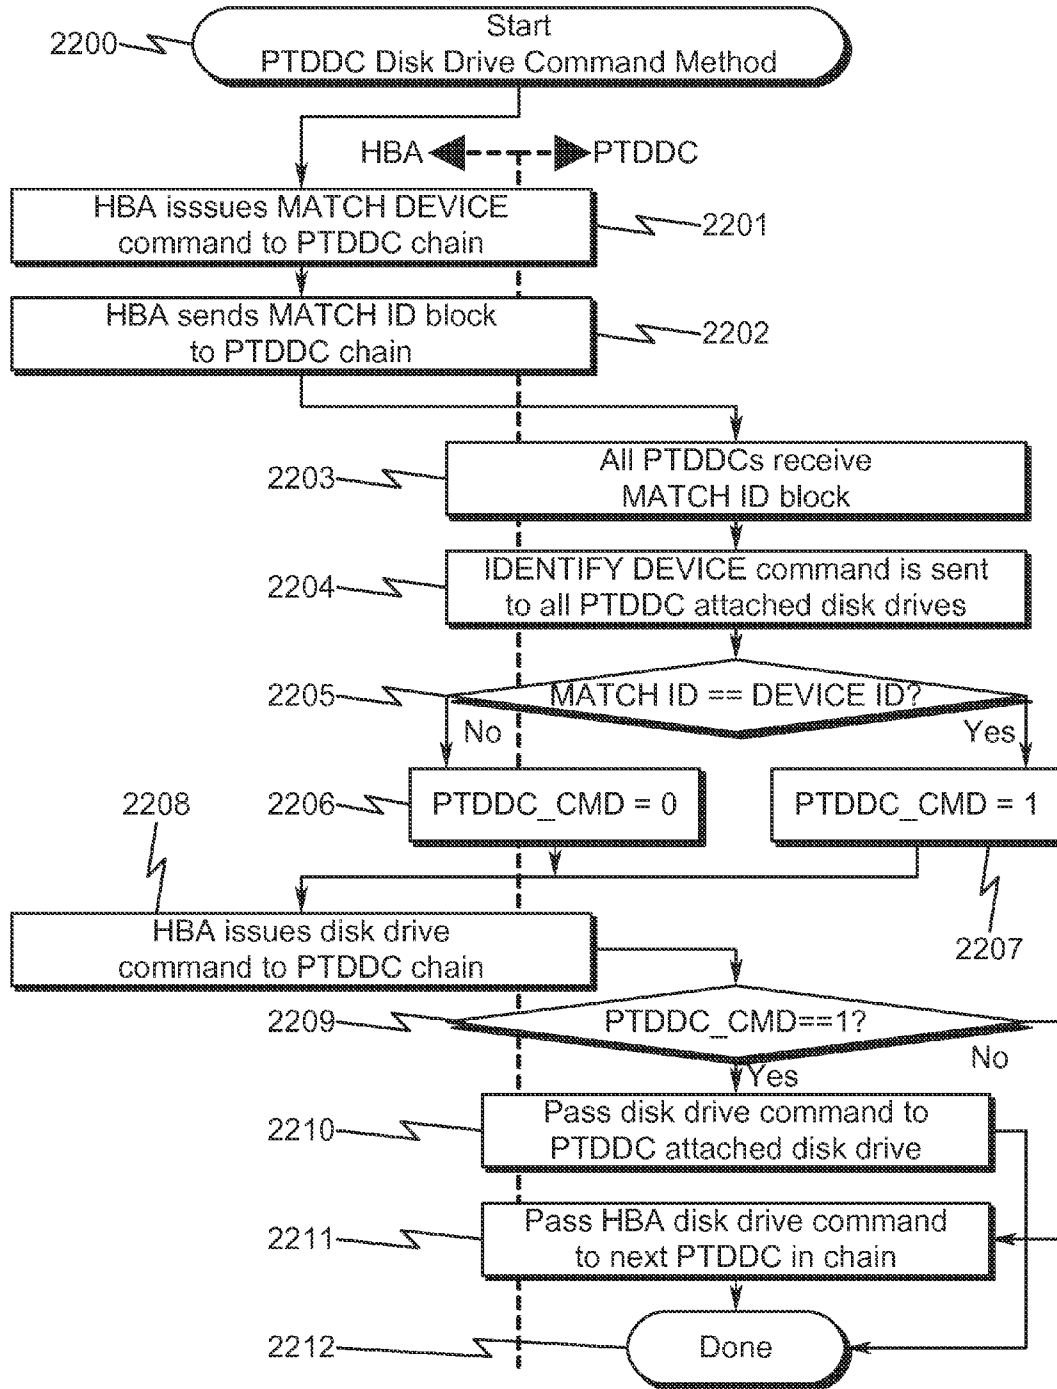 Start
2200
PTDDC Disk Drive Command Method
HBA PTDDC
HBA isssues MATCH DEVICE
command to PTDDC chain
2201
HBA sends MATCH ID block
to PTDDC chain
2202
All PTDDCs receive
MATCH ID block
2203
IDENTIFY DEVICE command is sent
to all PTDDC attached disk drives
2204
MATCH ID == DEVICE ID?
2205
No
Yes
2208
2206
PTDDC_CMD = 0
PTDDC_CMD = 1
HBA issues disk drive
command to PTDDC chain
2207
2209
PTDDC_CMD==1?
No
Yes
Pass disk drive command to
PTDDC attached disk drive
2210
Pass HBA disk drive command
to next PTDDC in chain
2211
Done
2212